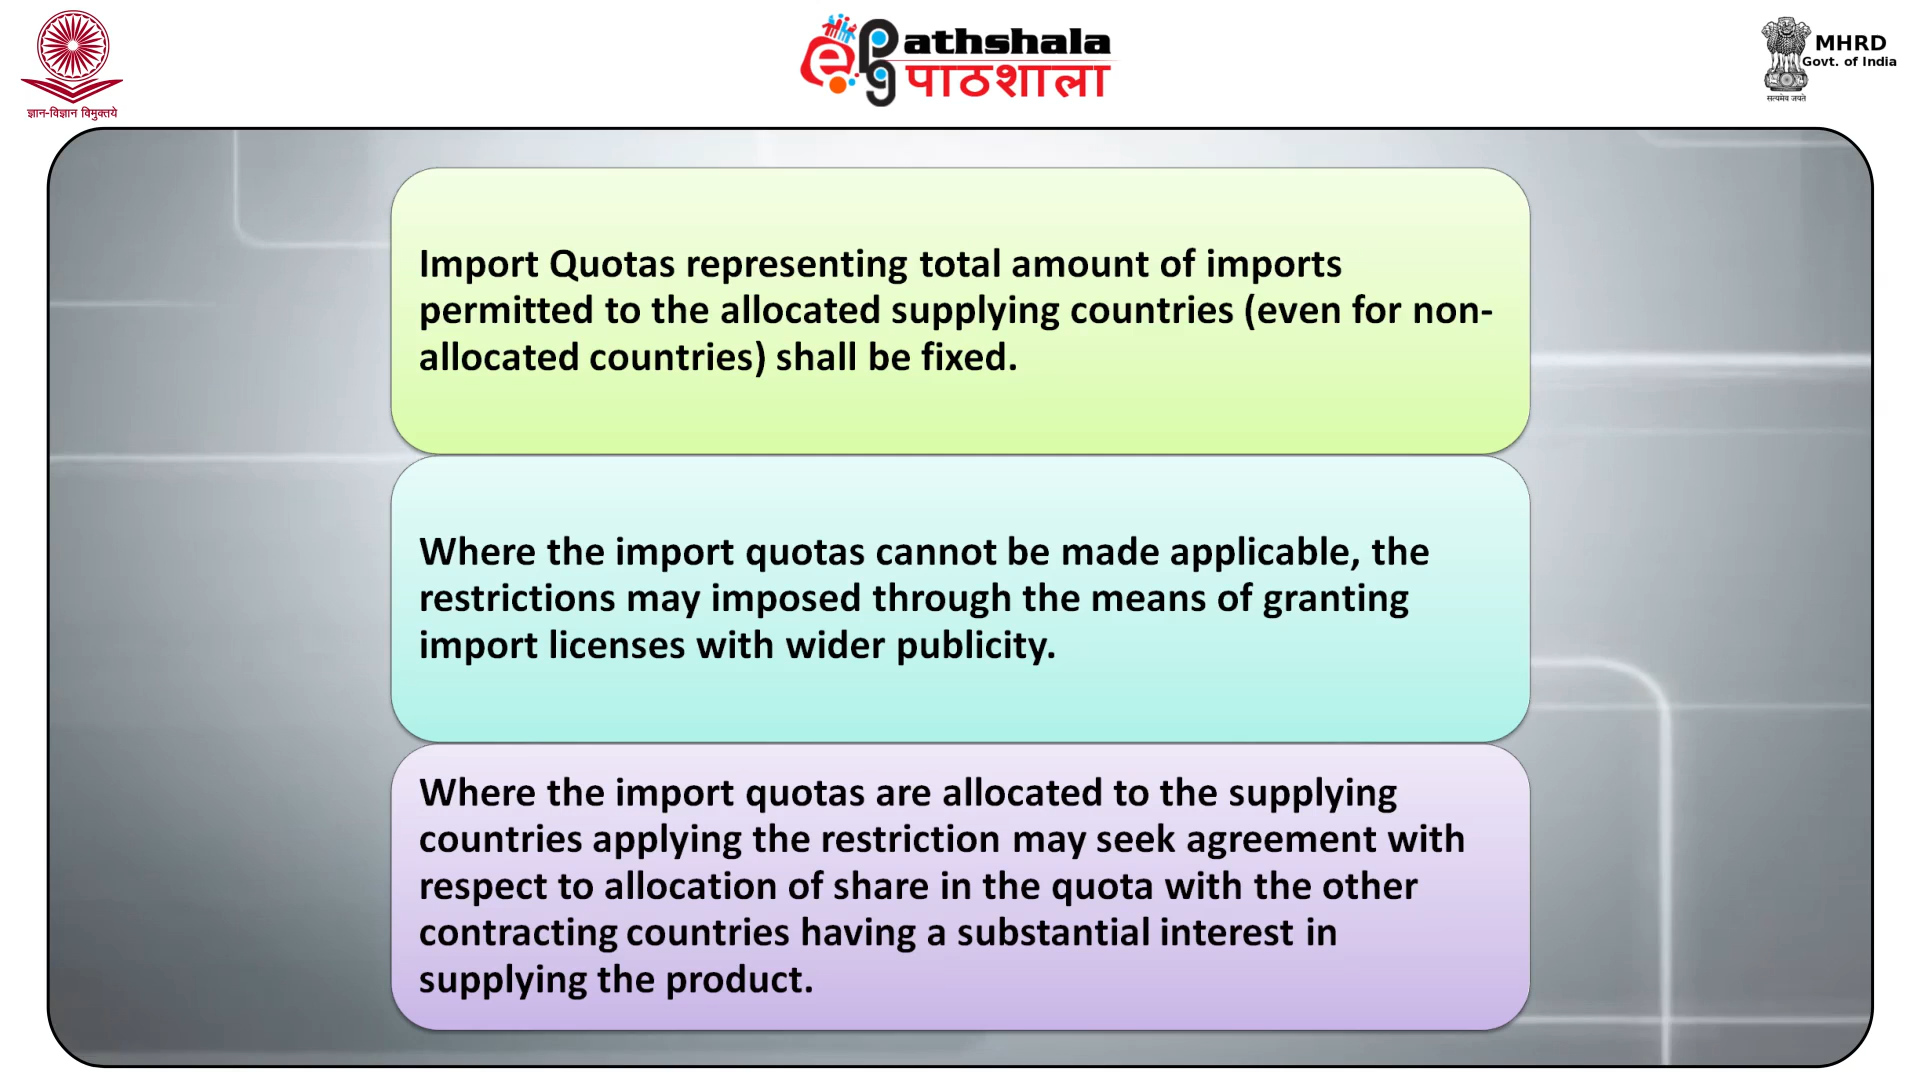 ज्ञान-विज्ञान विमुक्तये
ePg
athshala
पाठशाला
सत्यमेव जयते
MHRD
Govt. of India
Import Quotas representing total amount of imports
permitted to the allocated supplying countries (even for non-
allocated countries) shall be fixed.
Where the import quotas cannot be made applicable, the
restrictions may imposed through the means of granting
import licenses with wider publicity.
Where the import quotas are allocated to the supplying
countries applying the restriction may seek agreement with
respect to allocation of share in the quota with the other
contracting countries having a substantial interest in
supplying the product.